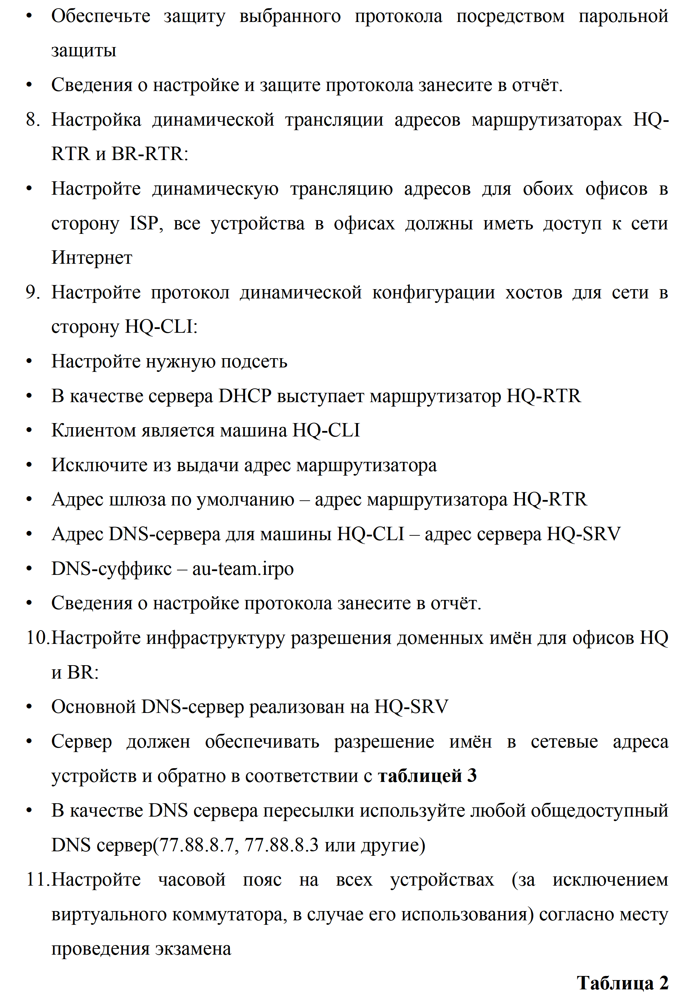 • Обеспечьте защиту выбранного протокола посредством парольной
защиты
• Сведения о настройке и защите протокола занесите в отчёт.
8. Настройка динамической трансляции адресов маршрутизаторах HQ-
RTR и BR-RTR:
• Настройте динамическую трансляцию адресов для обоих офисов в
сторону ISP, все устройства в офисах должны иметь доступ к сети
Интернет
9. Настройте протокол динамической конфигурации хостов для сети в
сторону HQ-CLI:
• Настройте нужную подсеть
• В качестве сервера DHCP выступает маршрутизатор HQ-RTR
• Клиентом является машина HQ-CLI
• Исключите из выдачи адрес маршрутизатора
• Адрес шлюза по умолчанию – адрес маршрутизатора HQ-RTR
• Адрес DNS-сервера для машины HQ-CLI – адрес сервера HQ-SRV
• DNS-суффикс – au-team.irpo
• Сведения о настройке протокола занесите в отчёт.
10. Настройте инфраструктуру разрешения доменных имён для офисов HQ
и BR:
• Основной DNS-сервер реализован на HQ-SRV
• Сервер должен обеспечивать разрешение имён в сетевые адреса
устройств и обратно в соответствии с таблицей 3
• В качестве DNS сервера пересылки используйте любой общедоступный
DNS сервер(77.88.8.7, 77.88.8.3 или другие)
11. Настройте часовой пояс на всех устройствах (за исключением
виртуального коммутатора, в случае его использования) согласно месту
проведения экзамена
Таблица 2